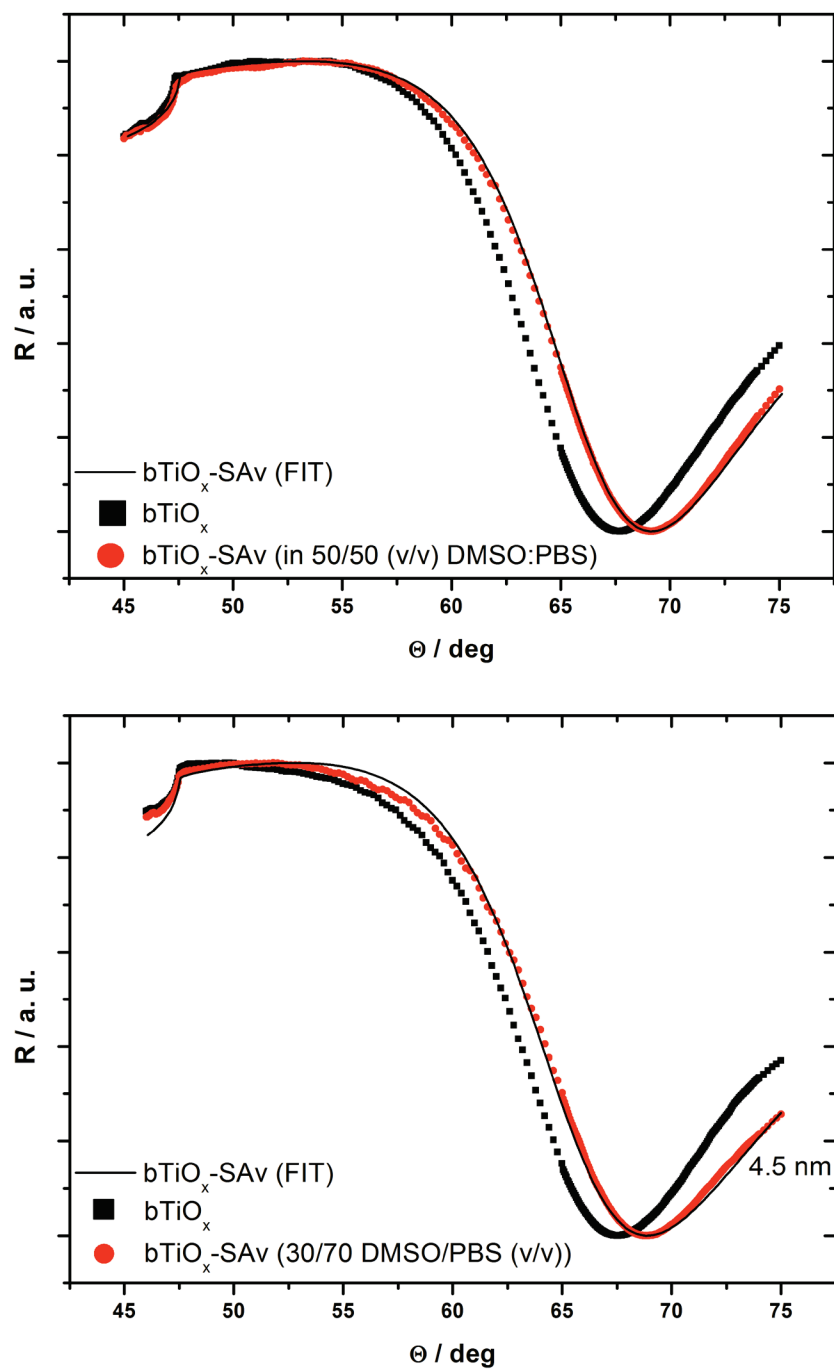 R / a. u.
bTiOₓ-SAv (FIT)
bTiOₓ
bTiOₓ-SAv (in 50/50 (v/v) DMSO:PBS)
45 50 55 60 65 70 75
Θ / deg
R / a. u.
4.5 nm
bTiOₓ-SAv (FIT)
bTiOₓ
bTiOₓ-SAv (30/70 DMSO/PBS (v/v))
45 50 55 60 65 70 75
Θ / deg